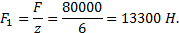 F₁ = F/z = 80000/6 = 13300 Н.